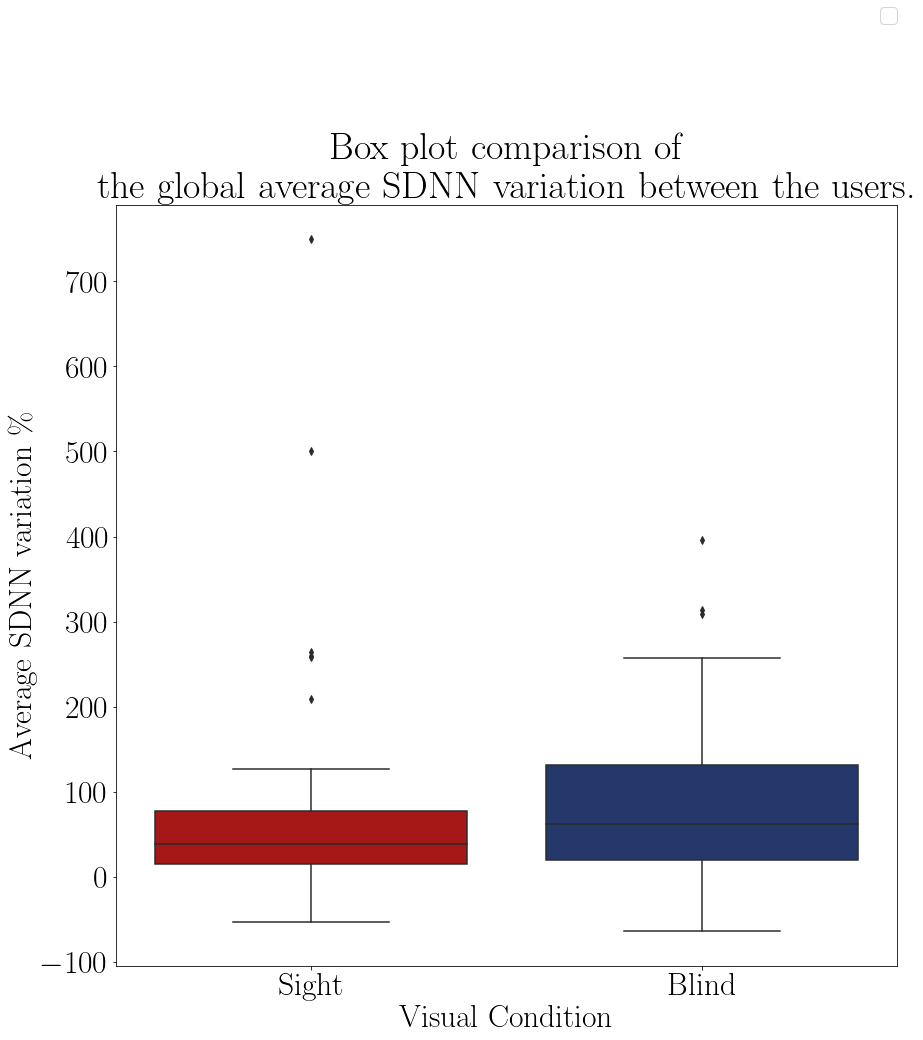 Box plot comparison of
the global average SDNN variation between the users.
Average SDNN variation %
700
600
500
400
300
200
100
0
−100
Sight
Blind
Visual Condition